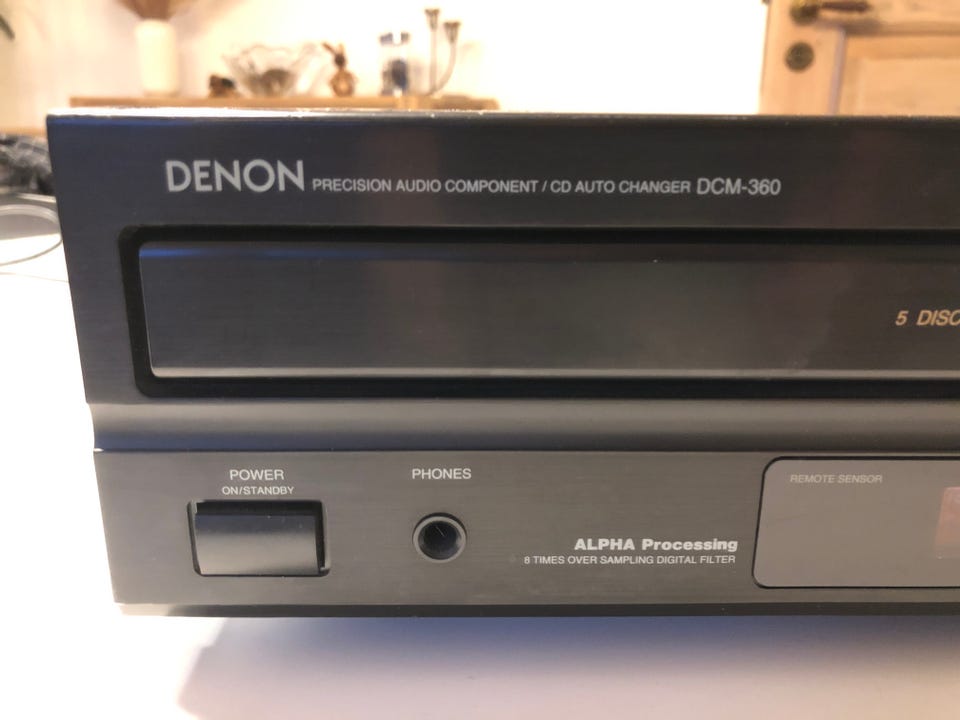 DENON PRECISION AUDIO COMPONENT / CD AUTO CHANGER DCM-360
5 DISC
POWER
ON/STANDBY
PHONES
REMOTE SENSOR
ALPHA Processing
8 TIMES OVER SAMPLING DIGITAL FILTER